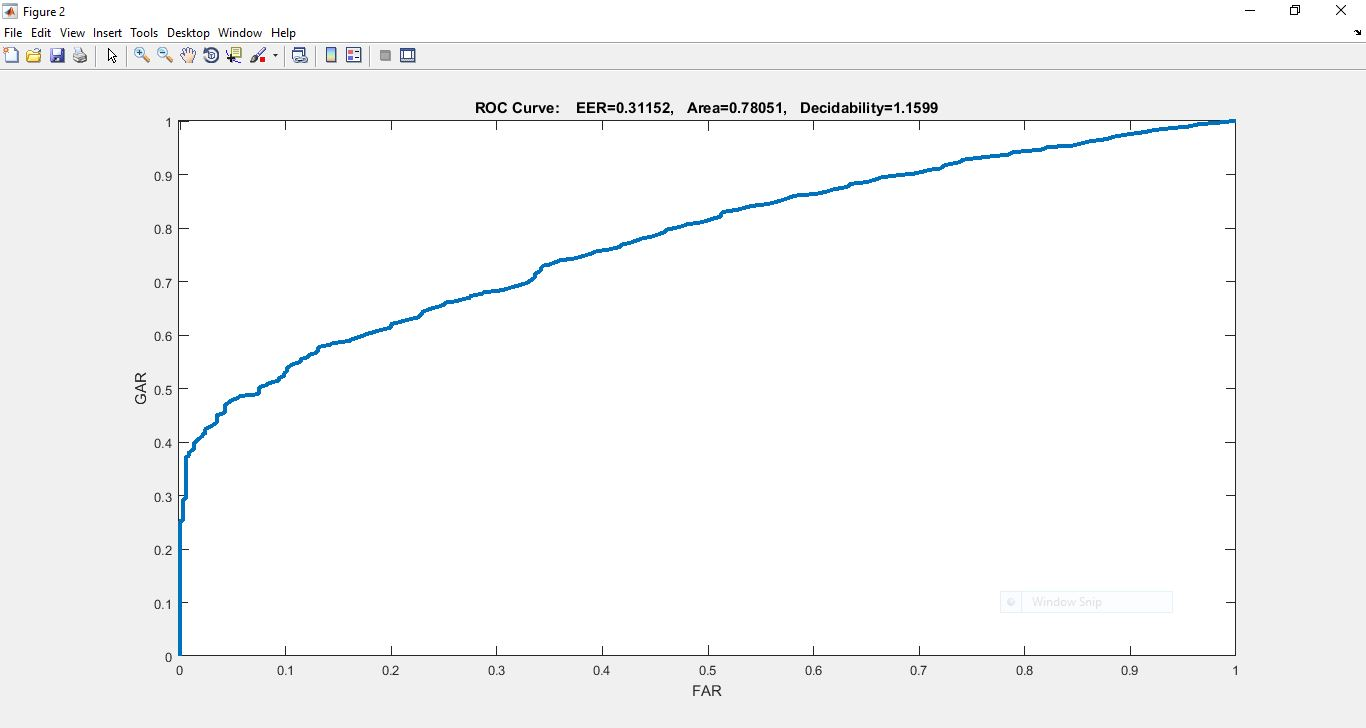 Figure 2
File Edit View Insert Tools Desktop Window Help
ROC Curve: EER=0.31152, Area=0.78051, Decidability=1.1599
1
0.9
0.8
0.7
0.6
0.5
0.4
0.3
0.2
0.1
0
GAR
Window Snip
0 0.1 0.2 0.3 0.4 0.5 0.6 0.7 0.8 0.9 1
FAR